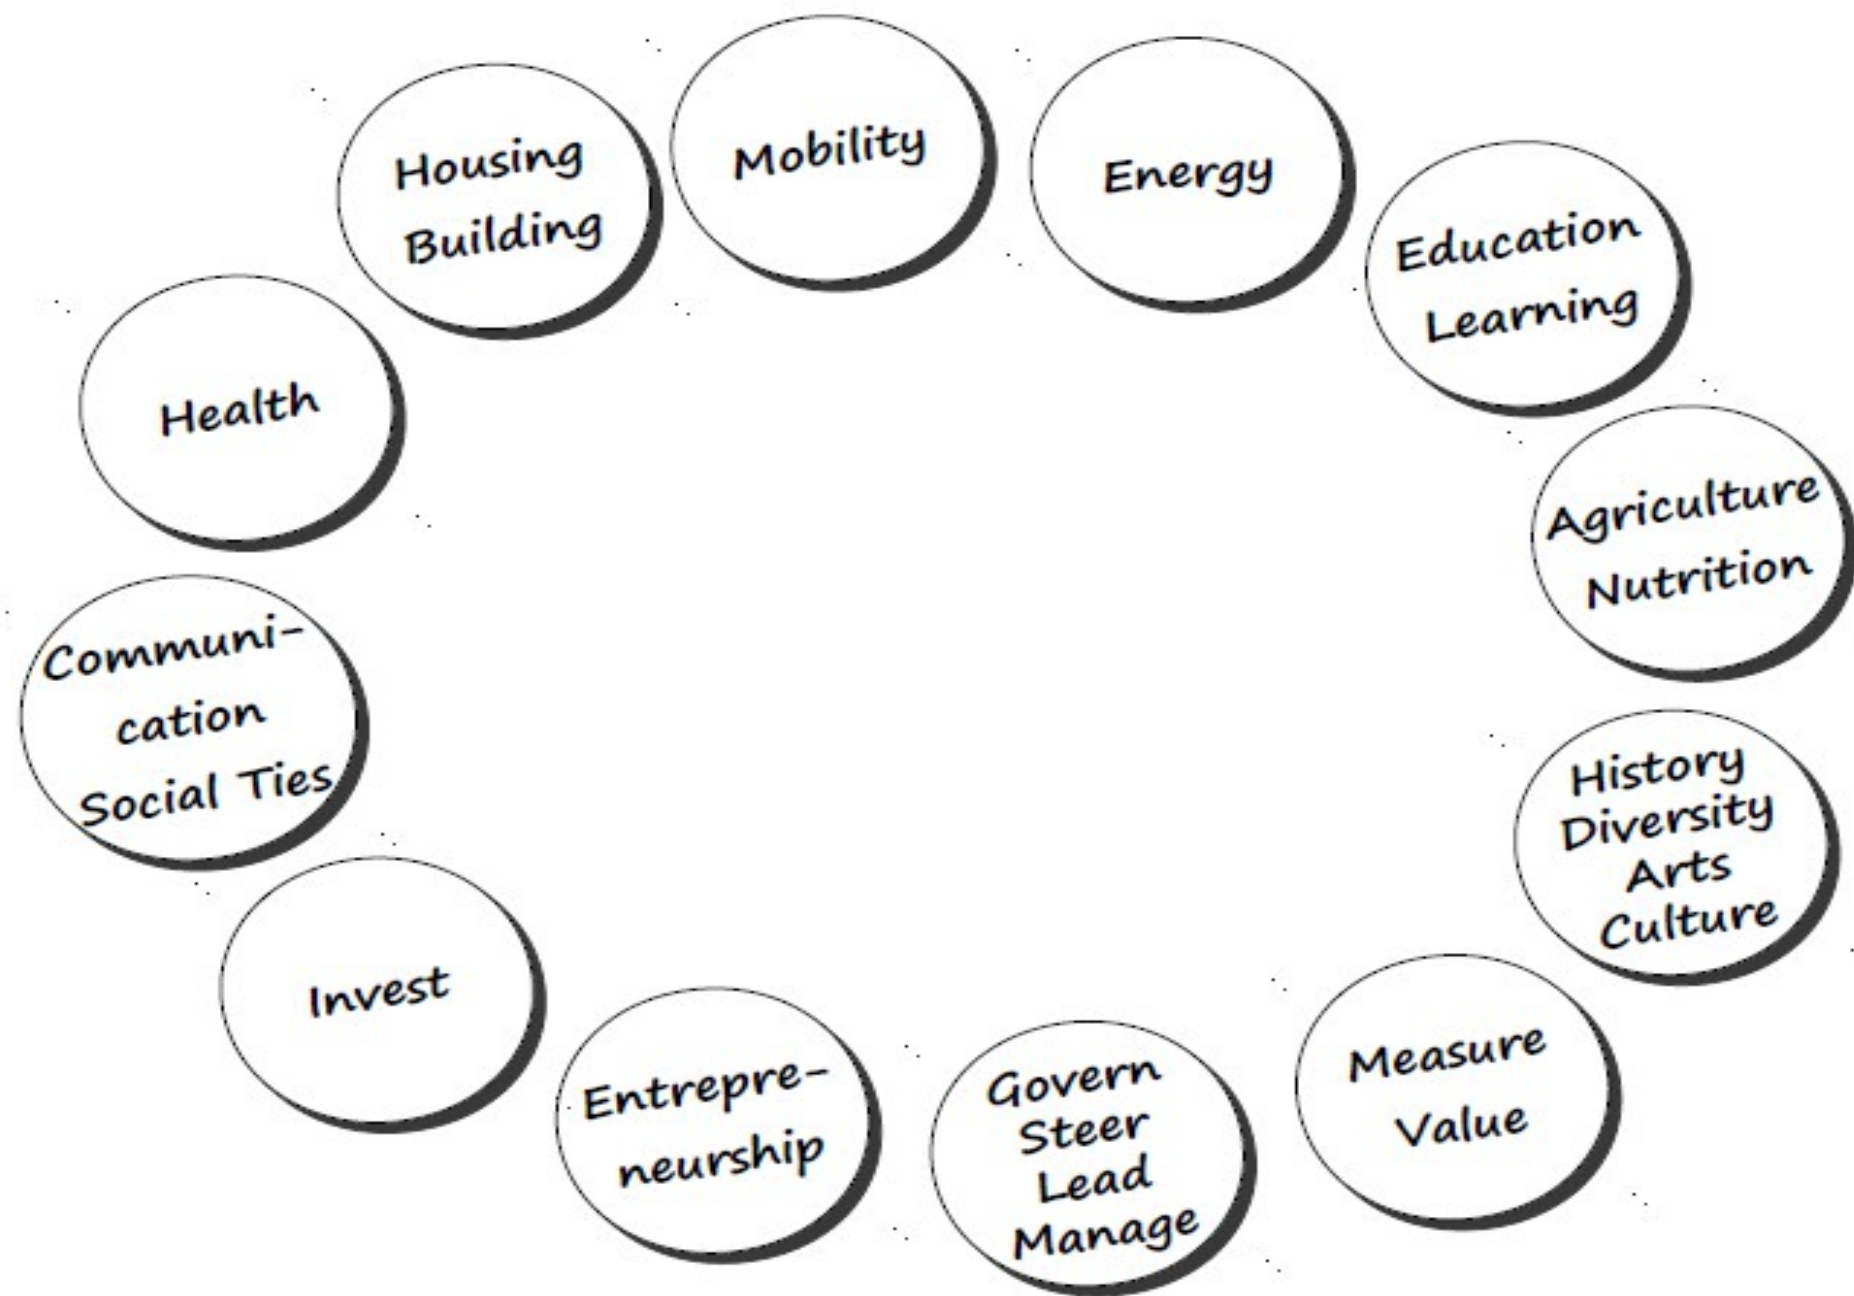 Housing
Building
Mobility
Energy
Education
Learning
Agriculture
Nutrition
History
Diversity
Arts
Culture
Measure
Value
Govern
Steer
Lead
Manage
Entrepre-
neurship
Invest
Communi-
cation
Social Ties
Health